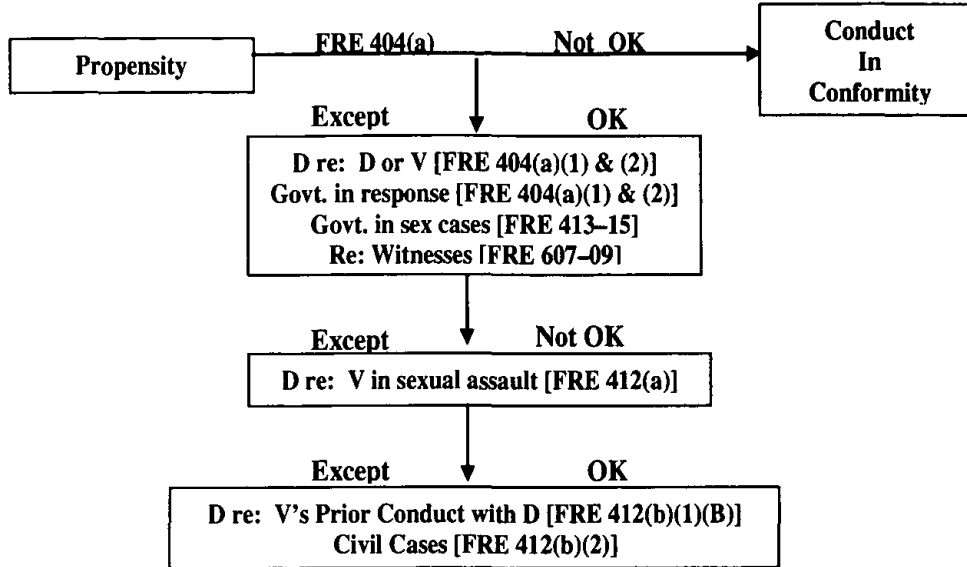 FRE 404(a) Not OK
Propensity
Conduct
In
Conformity
Except OK
D re: D or V [FRE 404(a)(1) & (2)]
Govt. in response [FRE 404(a)(1) & (2)]
Govt. in sex cases [FRE 413–15]
Re: Witnesses [FRE 607–09]
Except Not OK
D re: V in sexual assault [FRE 412(a)]
Except OK
D re: V's Prior Conduct with D [FRE 412(b)(1)(B)]
Civil Cases [FRE 412(b)(2)]